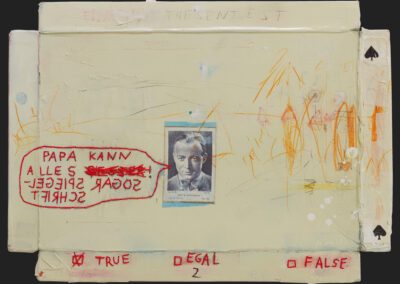 PAPA KANN
ALLES
SOGAR SPIEGEL-
SCHRIFT
TRUE EGAL FALSE
2